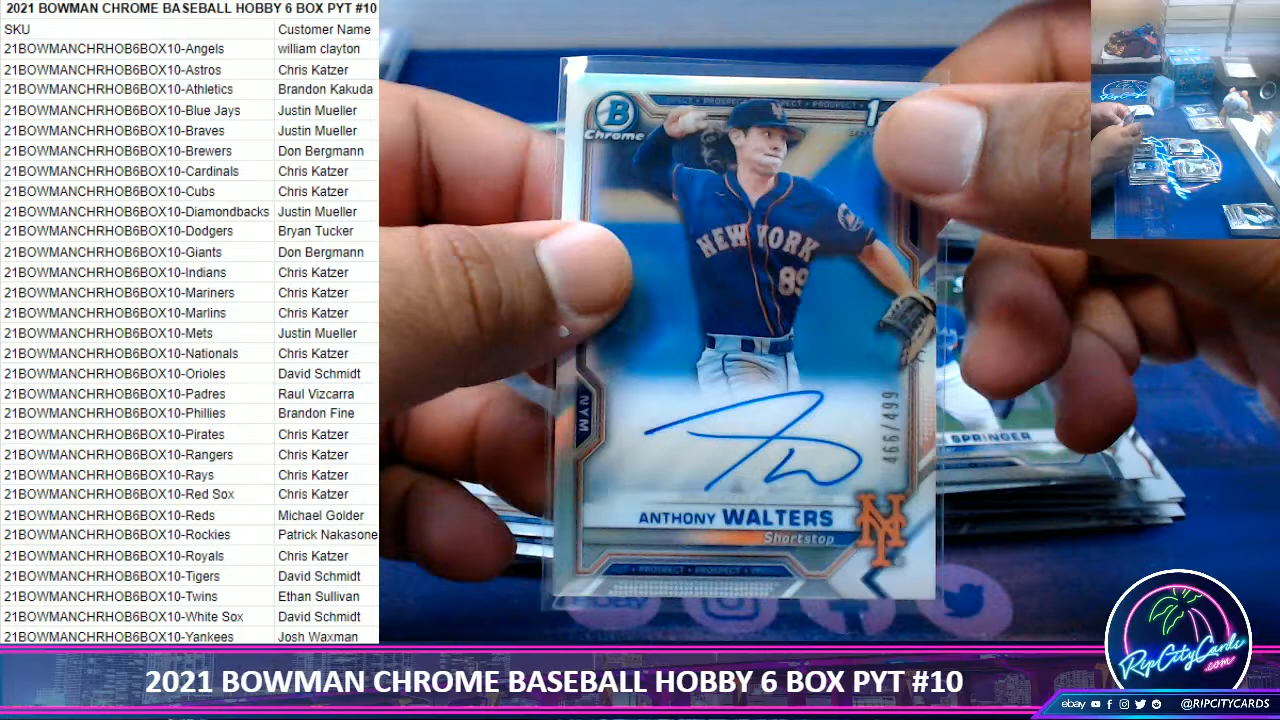 2021 BOWMAN CHROME BASEBALL HOBBY 6 BOX PYT #10
SKU Customer Name
21BOWMANCHRHOB6BOX10-Angels william clayton
21BOWMANCHRHOB6BOX10-Astros Chris Katzer
21BOWMANCHRHOB6BOX10-Athletics Brandon Kakuda
21BOWMANCHRHOB6BOX10-Blue Jays Justin Mueller
21BOWMANCHRHOB6BOX10-Braves Justin Mueller
21BOWMANCHRHOB6BOX10-Brewers Don Bergmann
21BOWMANCHRHOB6BOX10-Cardinals Chris Katzer
21BOWMANCHRHOB6BOX10-Cubs Chris Katzer
21BOWMANCHRHOB6BOX10-Diamondbacks Justin Mueller
21BOWMANCHRHOB6BOX10-Dodgers Bryan Tucker
21BOWMANCHRHOB6BOX10-Giants Don Bergmann
21BOWMANCHRHOB6BOX10-Indians Chris Katzer
21BOWMANCHRHOB6BOX10-Mariners Chris Katzer
21BOWMANCHRHOB6BOX10-Marlins Chris Katzer
21BOWMANCHRHOB6BOX10-Mets Justin Mueller
21BOWMANCHRHOB6BOX10-Nationals Chris Katzer
21BOWMANCHRHOB6BOX10-Orioles David Schmidt
21BOWMANCHRHOB6BOX10-Padres Raul Vizcarra
21BOWMANCHRHOB6BOX10-Phillies Brandon Fine
21BOWMANCHRHOB6BOX10-Pirates Chris Katzer
21BOWMANCHRHOB6BOX10-Rangers Chris Katzer
21BOWMANCHRHOB6BOX10-Rays Chris Katzer
21BOWMANCHRHOB6BOX10-Red Sox Chris Katzer
21BOWMANCHRHOB6BOX10-Reds Michael Golder
21BOWMANCHRHOB6BOX10-Rockies Patrick Nakasone
21BOWMANCHRHOB6BOX10-Royals Chris Katzer
21BOWMANCHRHOB6BOX10-Tigers David Schmidt
21BOWMANCHRHOB6BOX10-Twins Ethan Sullivan
21BOWMANCHRHOB6BOX10-White Sox David Schmidt
21BOWMANCHRHOB6BOX10-Yankees Josh Waxman
PROSPECT PROSPECT
B
Chrome
1
NEW YORK
89
NYM
466/499
SPRINGER
ANTHONY WALTERS
NY
Shortstop
PROSPECT
ebay
RipCityCards
.com
2021 BOWMAN CHROME BASEBALL HOBBY 6 BOX PYT #10
ebay @RIPCITYCARDS